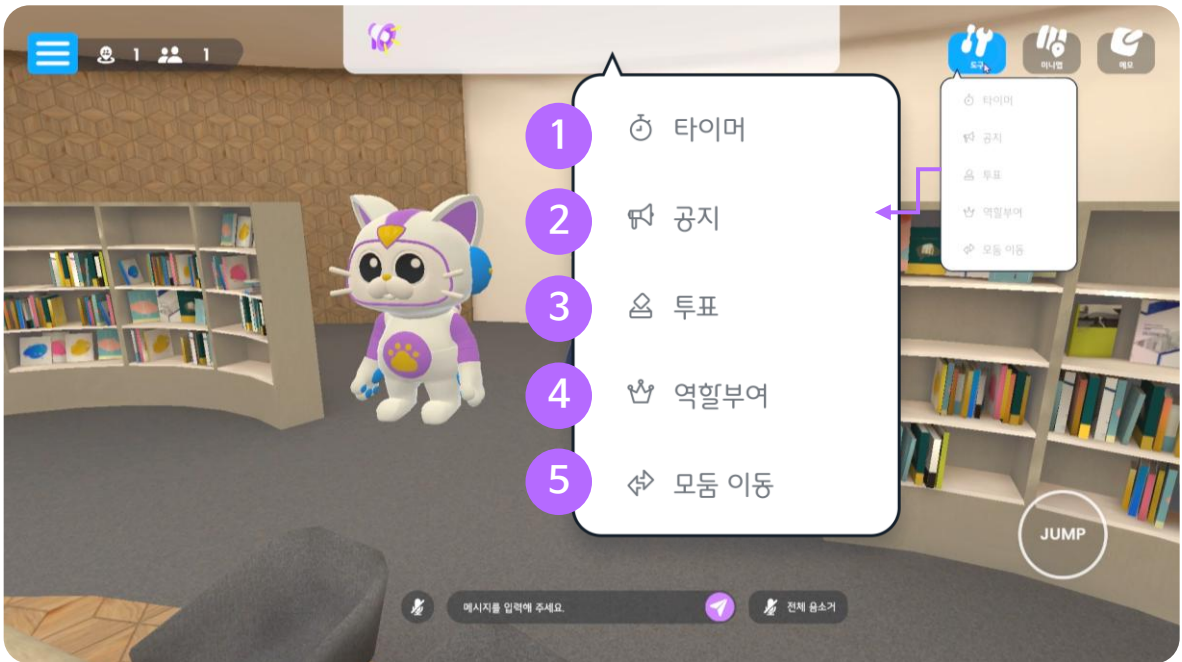 1 1
도구 미니맵 메모
타이머
공지
투표
역할부여
모둠 이동
1 타이머
2 공지
3 투표
4 역할부여
5 모둠 이동
JUMP
메시지를 입력해 주세요.
전체 음소거